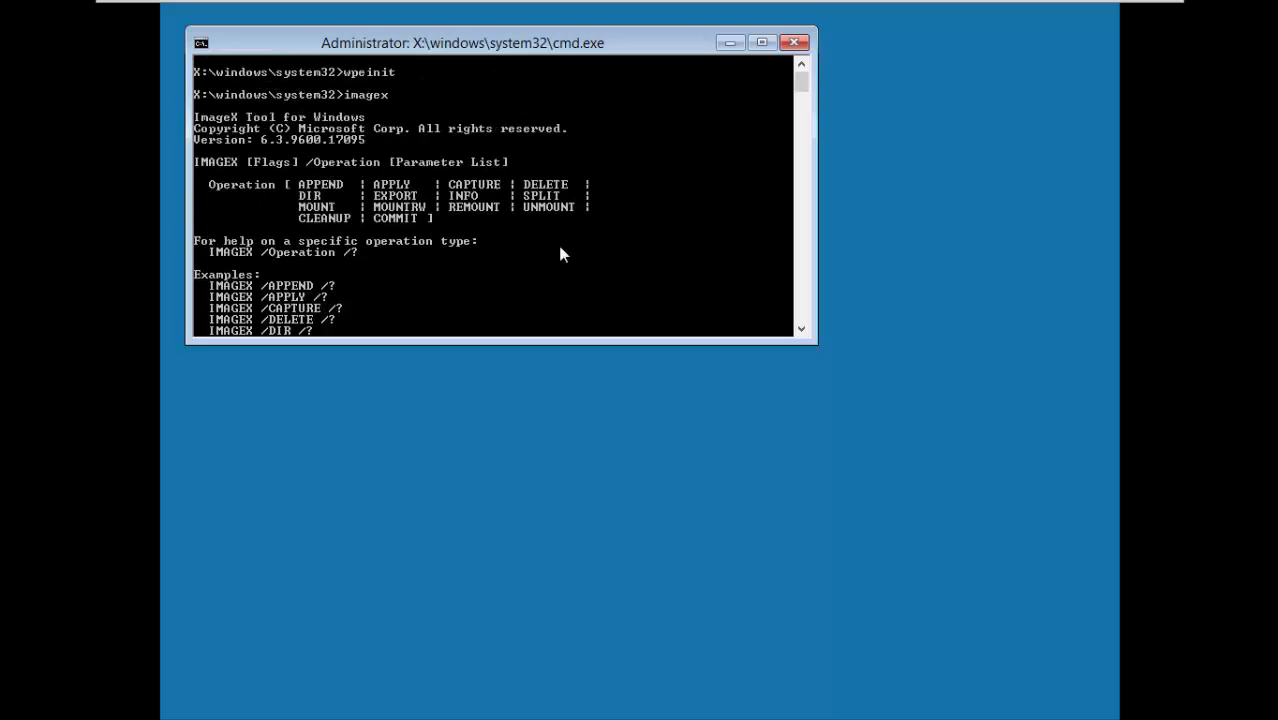 Administrator: X:\windows\system32\cmd.exe
X:\windows\system32>wpeinit
X:\windows\system32>imagex
ImageX Tool for Windows
Copyright (C) Microsoft Corp. All rights reserved.
Version: 6.3.9600.17095
IMAGEX [Flags] /Operation [Parameter List]
Operation [ APPEND | APPLY | CAPTURE | DELETE |
DIR | EXPORT | INFO | SPLIT |
MOUNT | MOUNTRW | REMOUNT | UNMOUNT |
CLEANUP | COMMIT ]
For help on a specific operation type:
IMAGEX /Operation /?
Examples:
IMAGEX /APPEND /?
IMAGEX /APPLY /?
IMAGEX /CAPTURE /?
IMAGEX /DELETE /?
IMAGEX /DIR /?